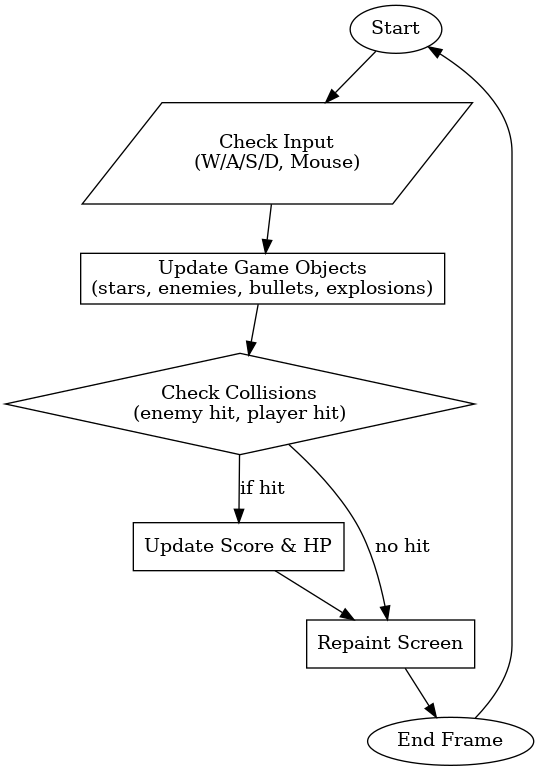 Start
Check Input
(W/A/S/D, Mouse)
Update Game Objects
(stars, enemies, bullets, explosions)
Check Collisions
(enemy hit, player hit)
if hit
Update Score & HP
no hit
Repaint Screen
End Frame